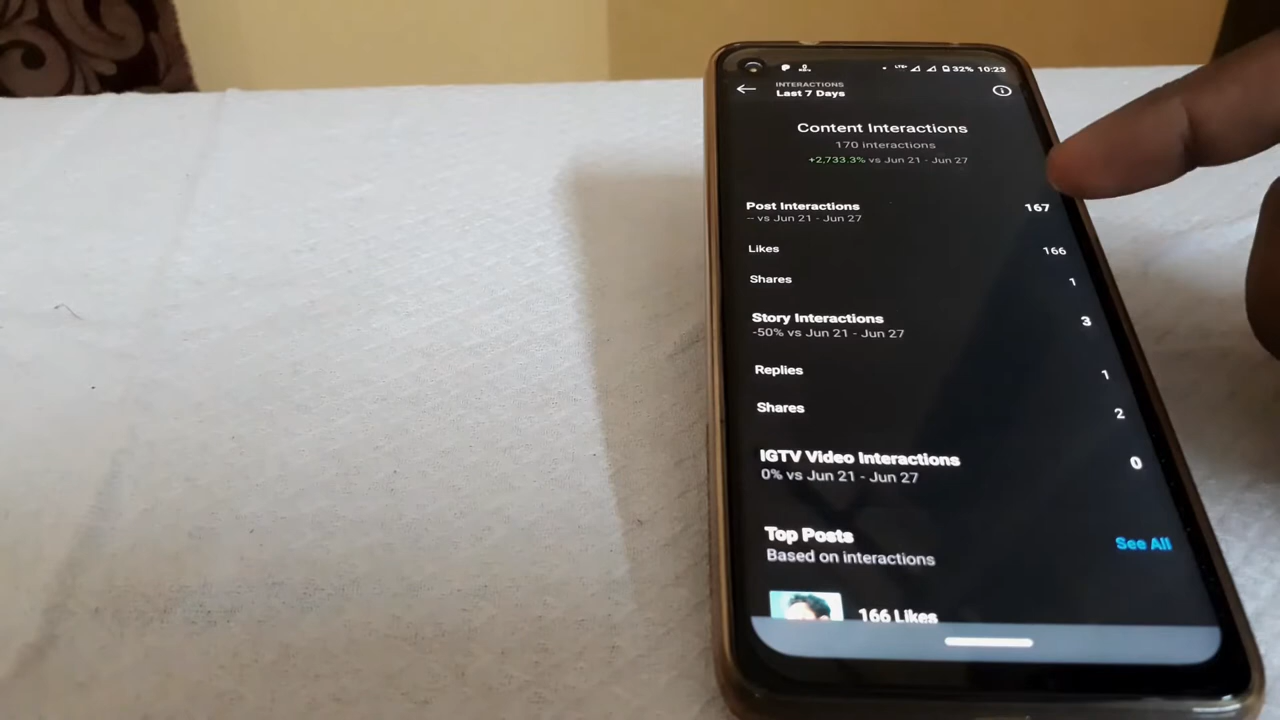 32% 10:23
INTERACTIONS
Last 7 Days
Content Interactions
170 interactions
+2,733.3% vs Jun 21 - Jun 27
Post Interactions 167
-- vs Jun 21 - Jun 27
Likes 166
Shares 1
Story Interactions 3
-50% vs Jun 21 - Jun 27
Replies 1
Shares 2
IGTV Video Interactions 0
0% vs Jun 21 - Jun 27
Top Posts See All
Based on interactions
166 Likes